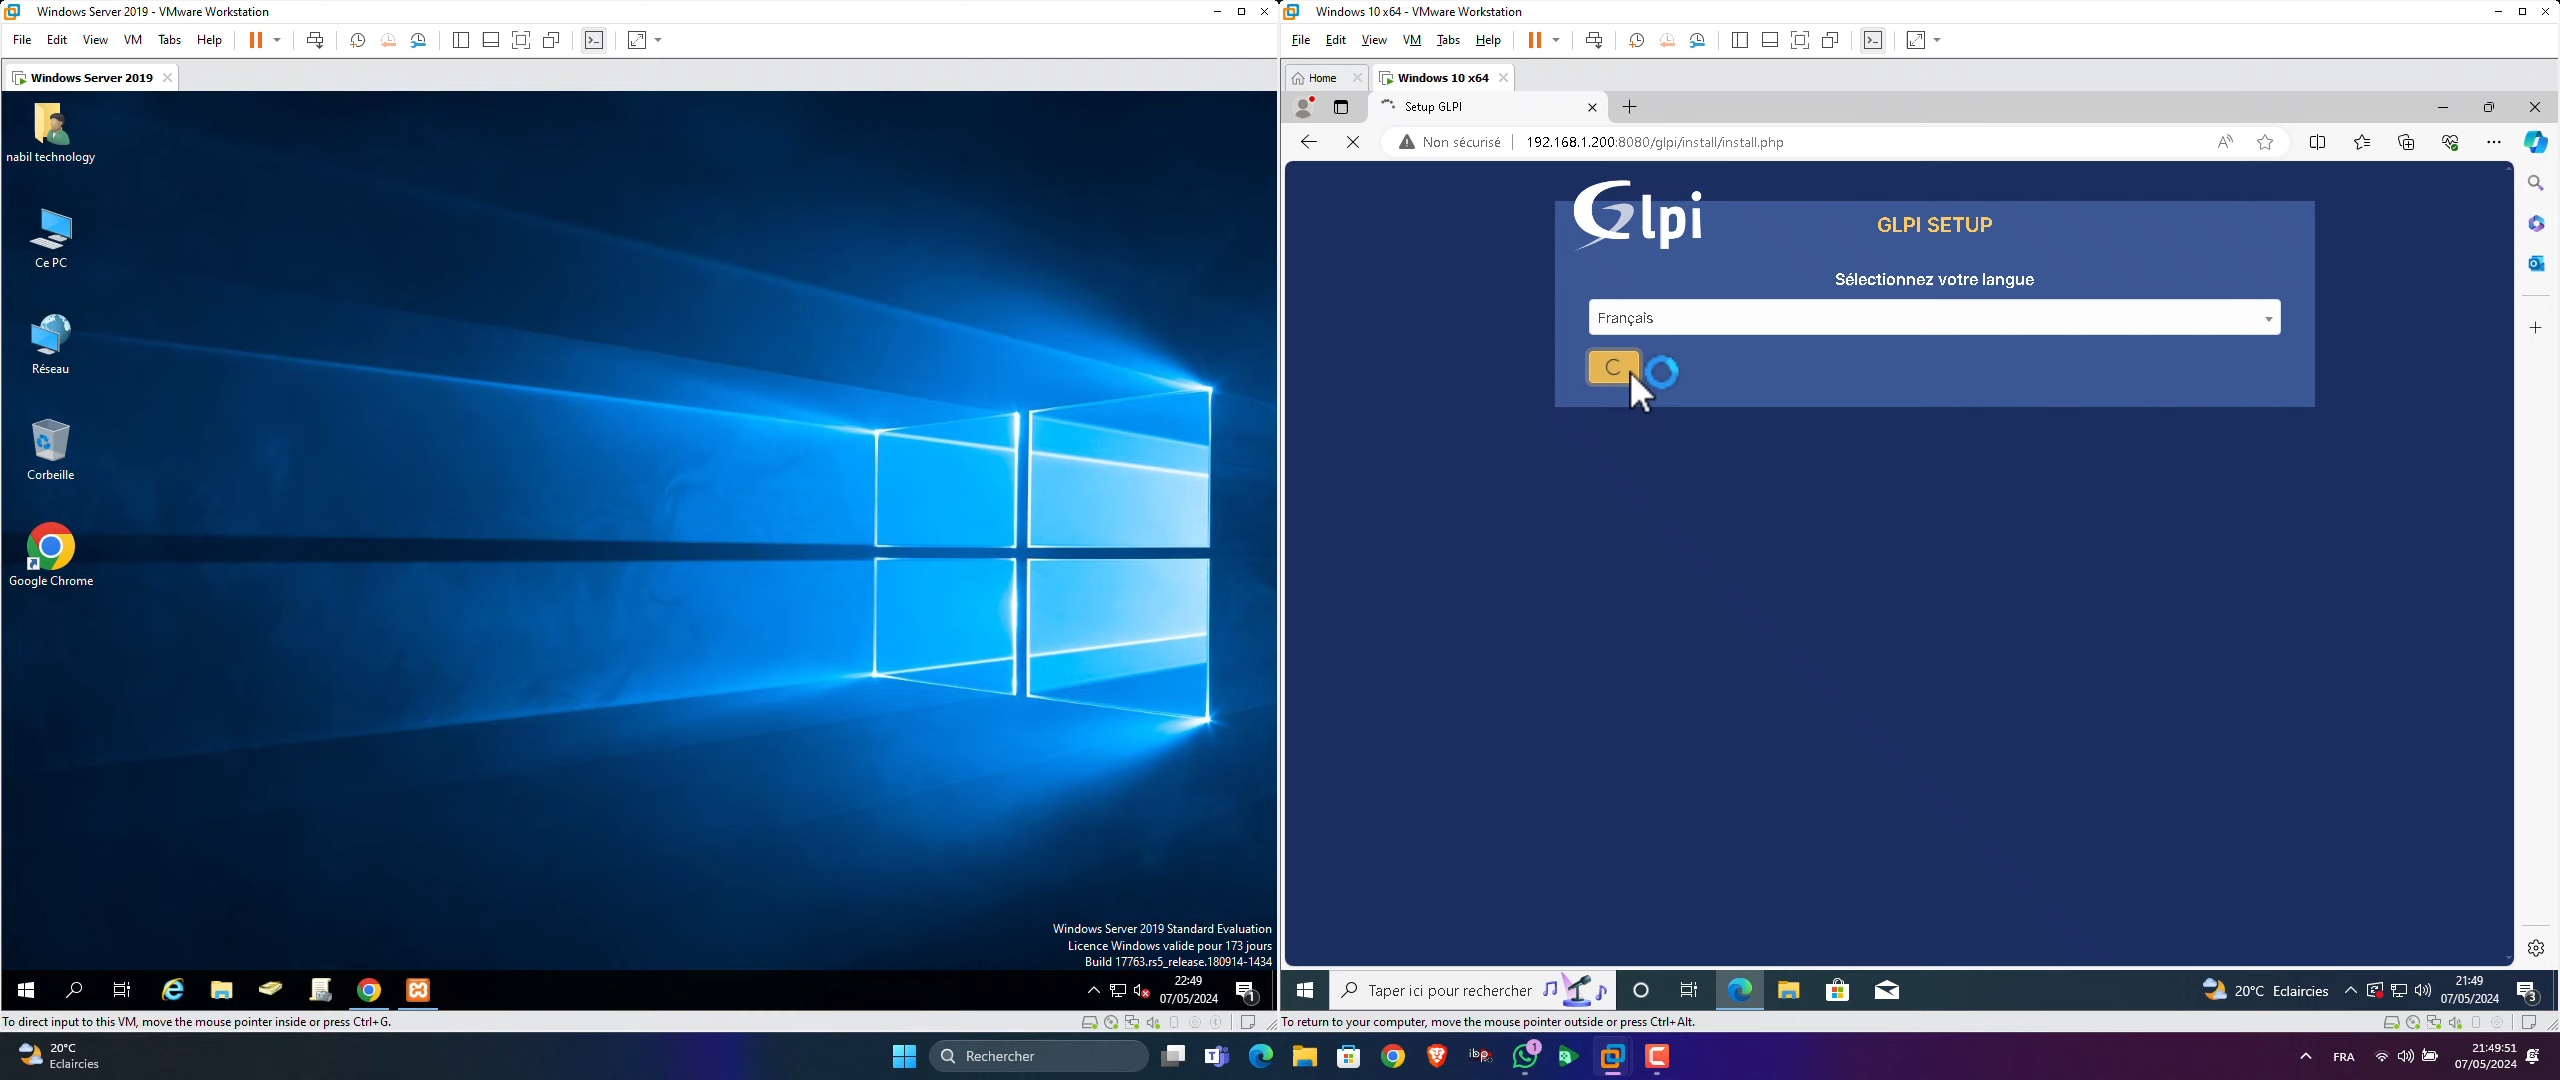 Windows Server 2019 - VMware Workstation
File Edit View VM Tabs Help
Windows Server 2019
nabil technology
Ce PC
Réseau
Corbeille
Google Chrome
Windows Server 2019 Standard Evaluation
Licence Windows valide pour 173 jours
Build 17763.rs5_release.180914-1434
22:49
07/05/2024
1
To direct input to this VM, move the mouse pointer inside or press Ctrl+G.
Windows 10 x64 - VMware Workstation
File Edit View VM Tabs Help
Home
Windows 10 x64
Setup GLPI
Non sécurisé
192.168.1.200:8080/glpi/install/install.php
Glpi
GLPI SETUP
Sélectionnez votre langue
Français
Taper ici pour rechercher
20°C Eclaircies
21:49
07/05/2024
3
To return to your computer, move the mouse pointer outside or press Ctrl+Alt.
20°C
Eclaircies
Rechercher
ibp
1
FRA
21:49:51
07/05/2024